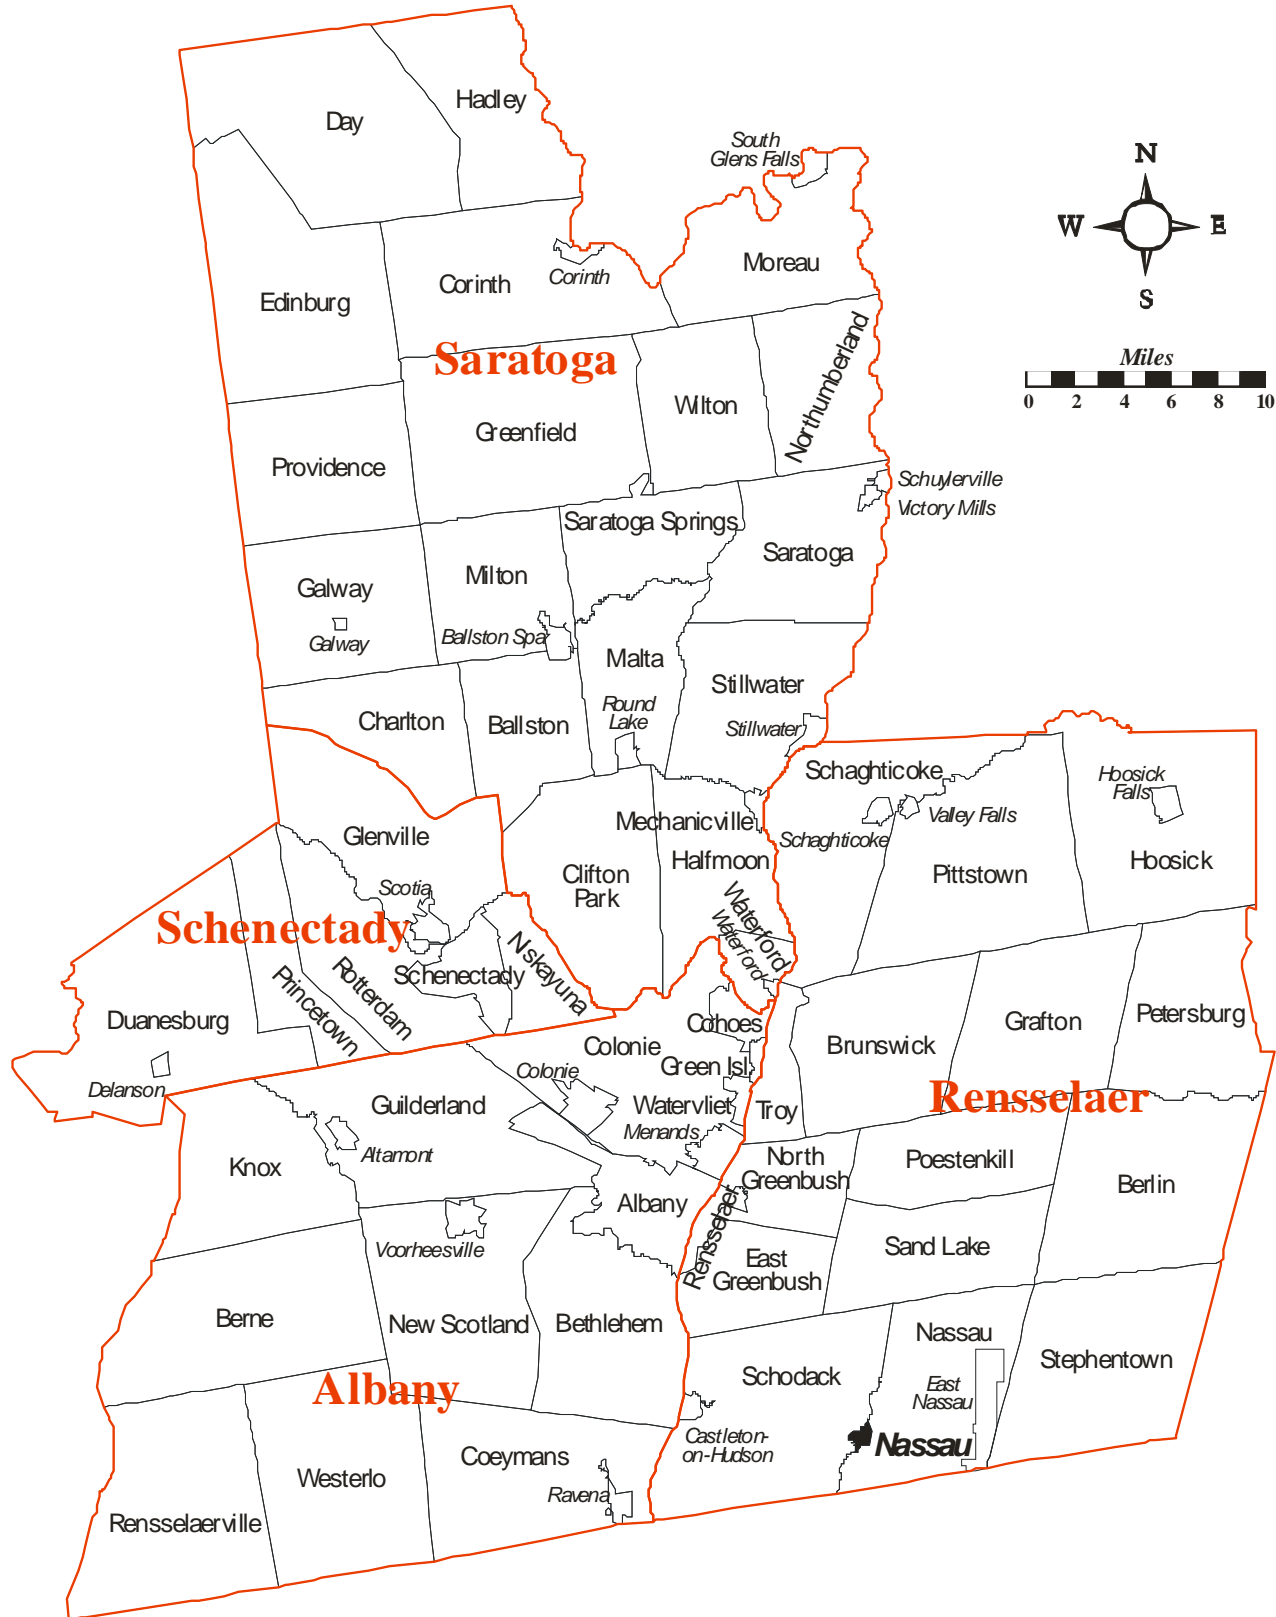 Hadley
Day
South
Glens Falls
N
W
E
S
Moreau
Corinth
Corinth
Edinburg
Northumberland
Miles
0 2 4 6 8 10
Saratoga
Wilton
Greenfield
Providence
Schuylerville
Victory Mills
Saratoga Springs
Saratoga
Milton
Galway
Galway
Ballston Spa
Malta
Stillwater
Round
Lake
Charlton
Ballston
Stillwater
Schaghticoke
Hoosick
Falls
Valley Falls
Schaghticoke
Mechanicville
Glenville
Halfmoon
Hoosick
Clifton
Park
Pittstown
Scotia
Waterford
Waterford
Schenectady
Niskayuna
Schenectady
Rotterdam
Princetown
Duanesburg
Cohoes
Colonie
Green Isl.
Brunswick
Grafton
Petersburg
Delanson
Colonie
Guilderland
Watervliet
Menands
Troy
Rensselaer
Altamont
Knox
North
Greenbush
Poestenkill
Berlin
Albany
Rensselaer
Voorheesville
Sand Lake
East
Greenbush
Berne
New Scotland
Bethlehem
Nassau
Stephentown
Schodack
East
Nassau
Albany
Castleton-
on-Hudson
Nassau
Coeymans
Westerlo
Ravena
Rensselaerville